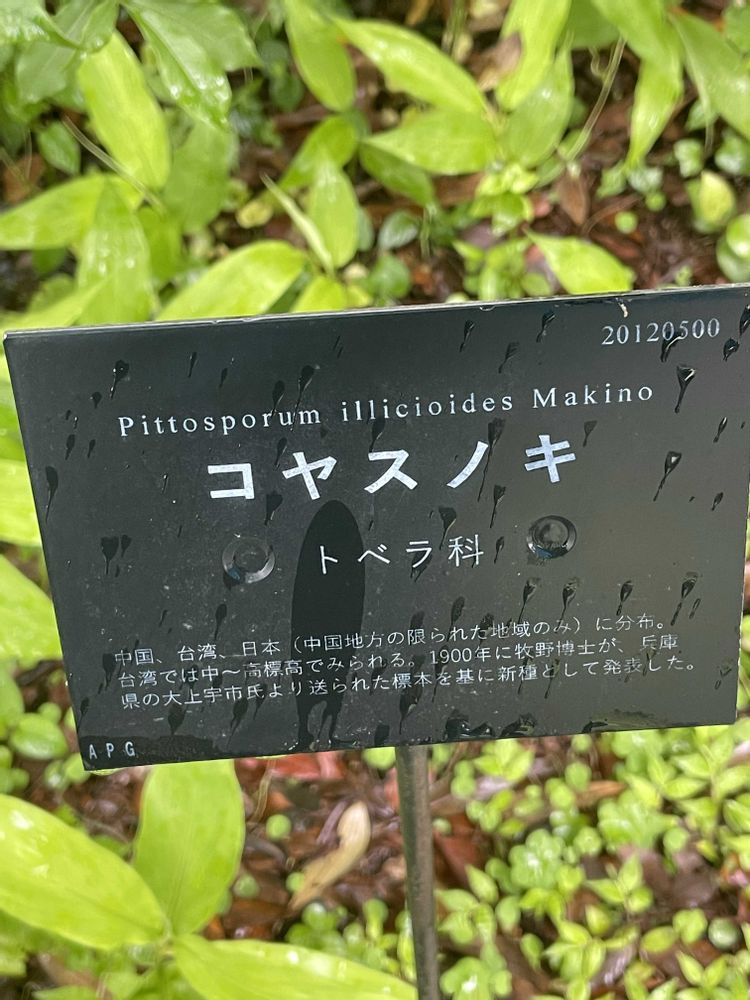 20120500
Pittosporum illicioides Makino
コヤスノキ
トベラ科
中国、台湾、日本（中国地方の限られた地域のみ）に分布。
台湾では中～高標高でみられる。1900年に牧野博士が、兵庫
県の大上宇市氏より送られた標本を基に新種として発表した。
APG